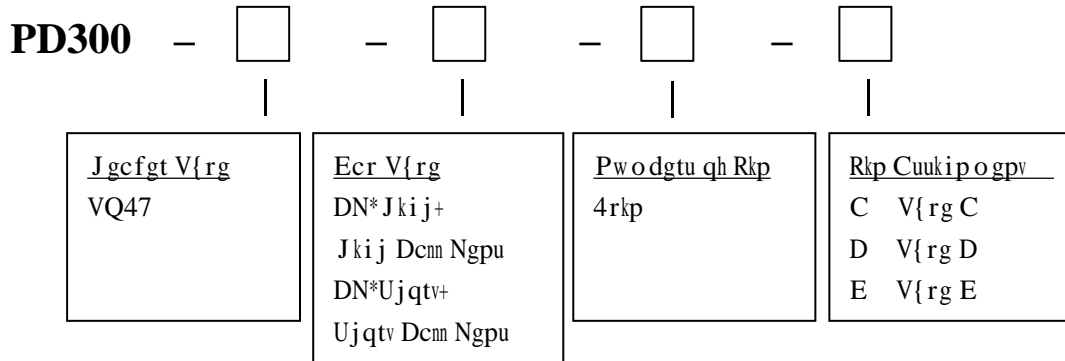 PD300 – □ – □ – □ – □
Jgcfgt V{rg
VQ47
Ecr V{rg
DN*Jkij+
Jkij Dcnn Ngpu
DN*Ujqtv+
Ujqtv Dcnn Ngpu
Pwodgtu qh Rkp
4rkp
Rkp Cuukipogpv
C V{rg C
D V{rg D
E V{rg E